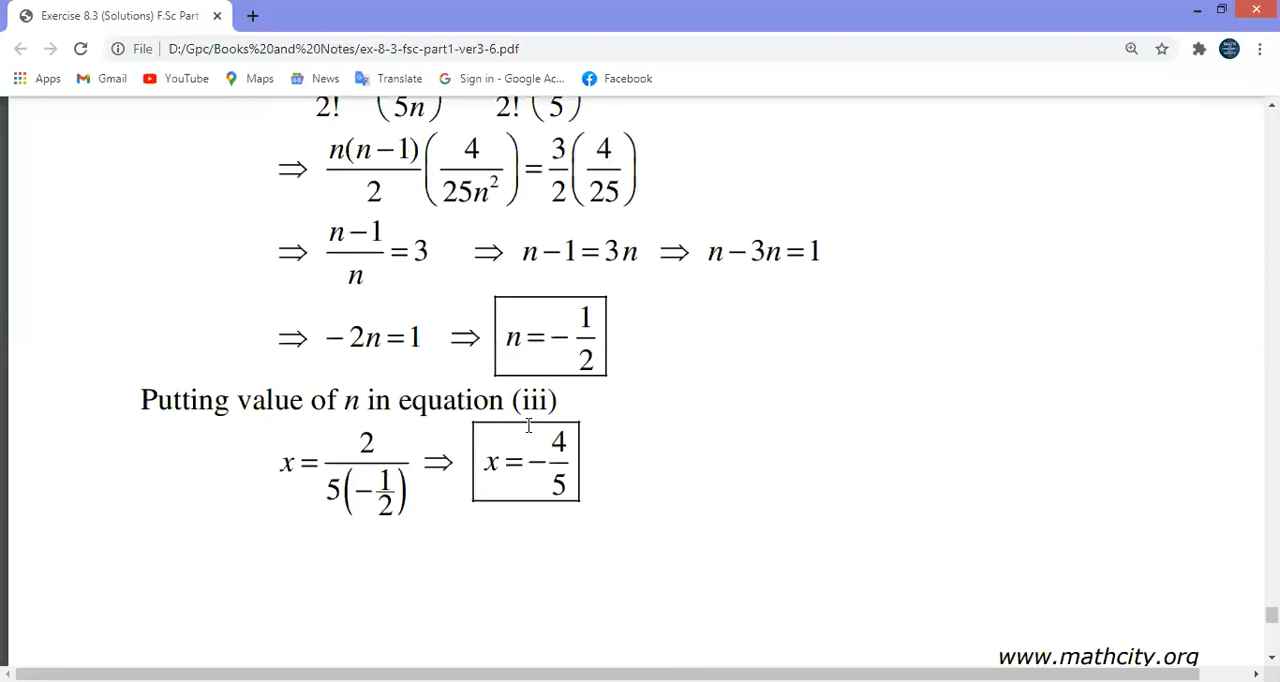 Exercise 8.3 (Solutions) F.Sc Part
File | D:/Gpc/Books%20and%20Notes/ex-8-3-fsc-part1-ver3-6.pdf
Apps Gmail YouTube Maps News Translate Sign in - Google Ac... Facebook
2! (5n) 2! (5)
⇒ n(n−1)/2 (4/25n²) = 3/2 (4/25)
⇒ n−1/n = 3 ⇒ n−1=3n ⇒ n−3n=1
⇒ −2n=1 ⇒ n=−1/2
Putting value of n in equation (iii)
x = 2/5(−1/2) ⇒ x=−4/5
www.mathcity.org